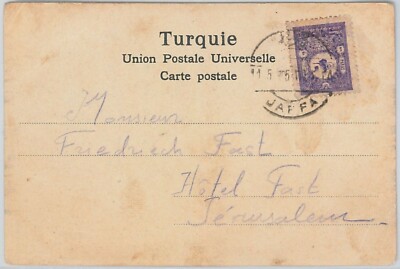 Turquie
Union Postale Universelle
Carte postale
JAFFA
Monsieur
Friedrich Fast
Hôtel Fast
Jérusalem